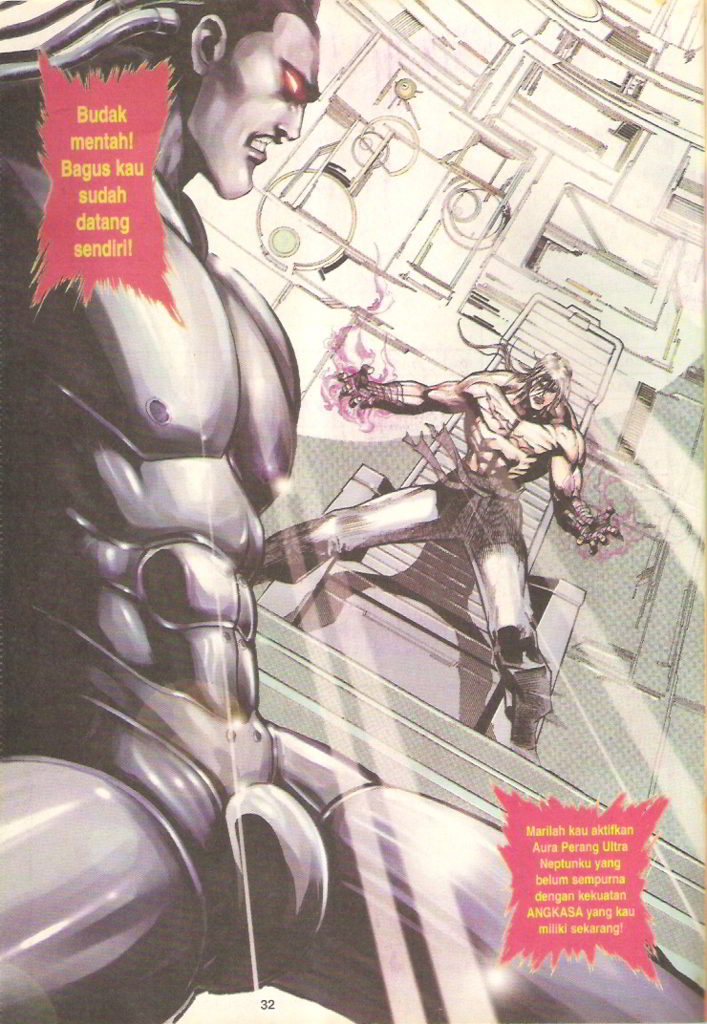 Budak
mentah!
Bagus kau
sudah
datang
sendiri!
Marilah kau aktifkan
Aura Perang Ultra
Neptunku yang
belum sempurna
dengan kekuatan
ANGKASA yang kau
miliki sekarang!
32